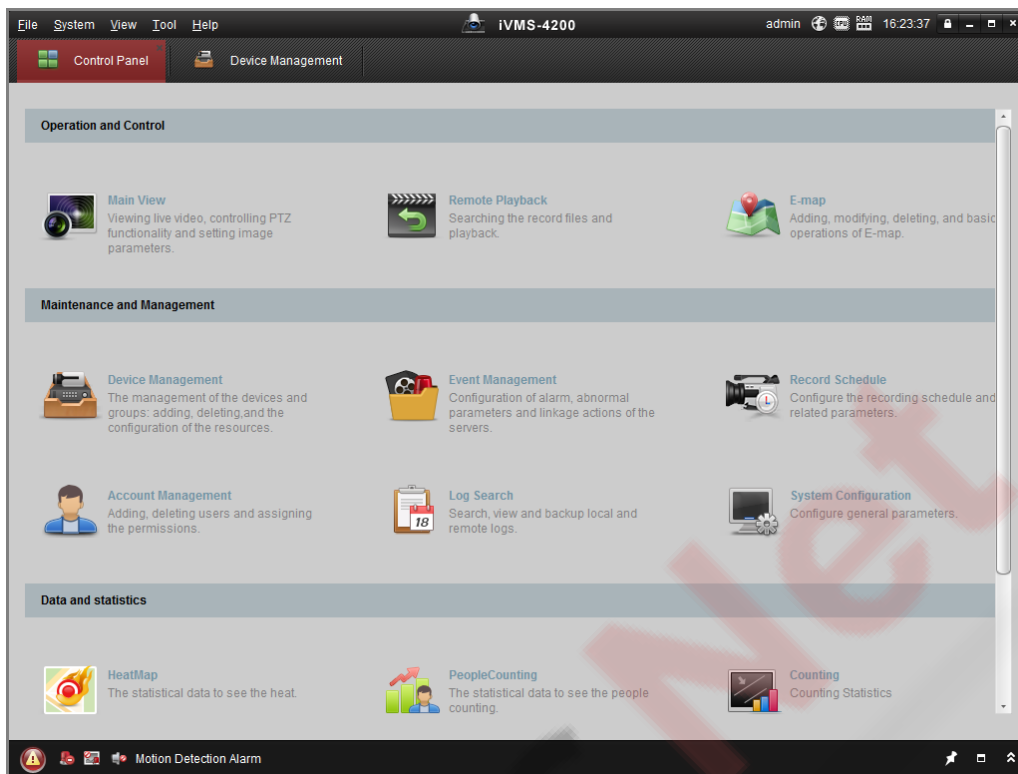 File System View Tool Help iVMS-4200 admin CPU RAM 16:23:37
Control Panel Device Management
Operation and Control
Main View
Viewing live video, controlling PTZ
functionality and setting image
parameters.
Remote Playback
Searching the record files and
playback.
E-map
Adding, modifying, deleting, and basic
operations of E-map.
Maintenance and Management
Device Management
The management of the devices and
groups: adding, deleting,and the
configuration of the resources.
Event Management
Configuration of alarm, abnormal
parameters and linkage actions of the
servers.
Record Schedule
Configure the recording schedule and
related parameters.
Account Management
Adding, deleting users and assigning
the permissions.
18
Log Search
Search, view and backup local and
remote logs.
System Configuration
Configure general parameters.
Data and statistics
HeatMap
The statistical data to see the heat.
PeopleCounting
The statistical data to see the people
counting.
Counting
Counting Statistics
Motion Detection Alarm
Net